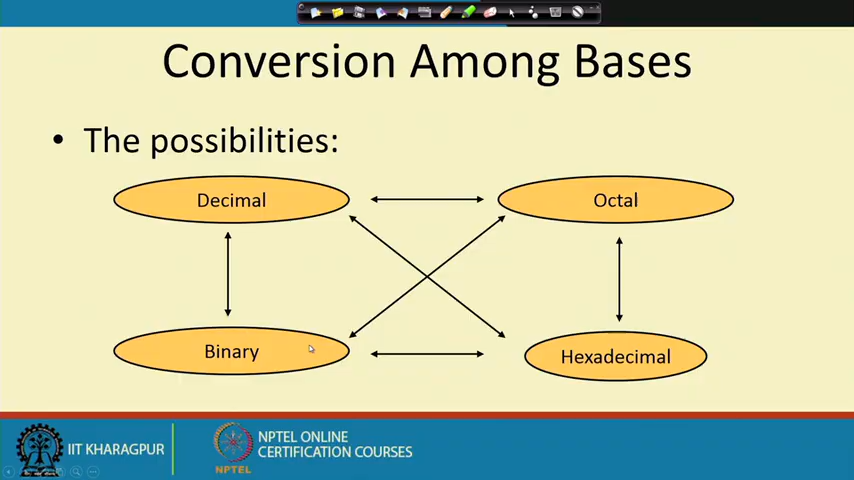 Conversion Among Bases
• The possibilities:
Decimal
Octal
Binary
Hexadecimal
IIT KHARAGPUR
NPTEL
NPTEL ONLINE
CERTIFICATION COURSES